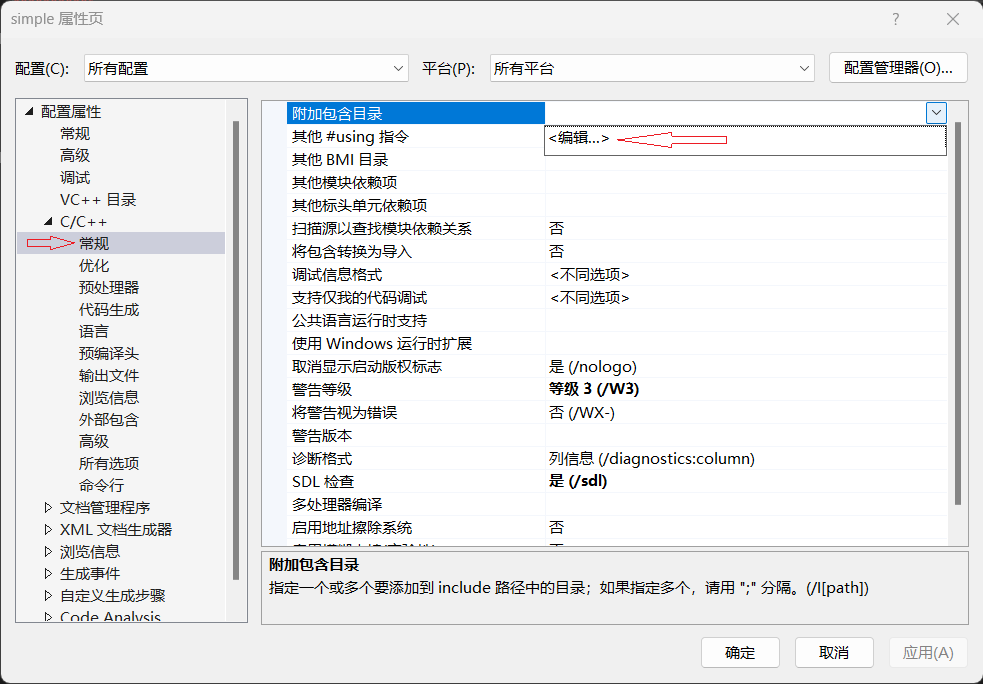 simple 属性页
配置(C): 所有配置 平台(P): 所有平台 配置管理器(O)...
配置属性
常规
高级
调试
VC++ 目录
C/C++
常规
优化
预处理器
代码生成
语言
预编译头
输出文件
浏览信息
外部包含
高级
所有选项
命令行
文档管理程序
XML 文档生成器
浏览信息
生成事件
自定义生成步骤
Code Analysis
附加包含目录
其他 #using 指令 <编辑...>
其他 BMI 目录
其他模块依赖项
其他标头单元依赖项
扫描源以查找模块依赖关系 否
将包含转换为导入 否
调试信息格式 <不同选项>
支持仅我的代码调试 <不同选项>
公共语言运行时支持
使用 Windows 运行时扩展
取消显示启动版权标志 是 (/nologo)
警告等级 等级 3 (/W3)
将警告视为错误 否 (/WX-)
警告版本
诊断格式 列信息 (/diagnostics:column)
SDL 检查 是 (/sdl)
多处理器编译
启用地址擦除系统 否
附加包含目录
指定一个或多个要添加到 include 路径中的目录；如果指定多个，请用 ";" 分隔。(/I[path])
确定 取消 应用(A)